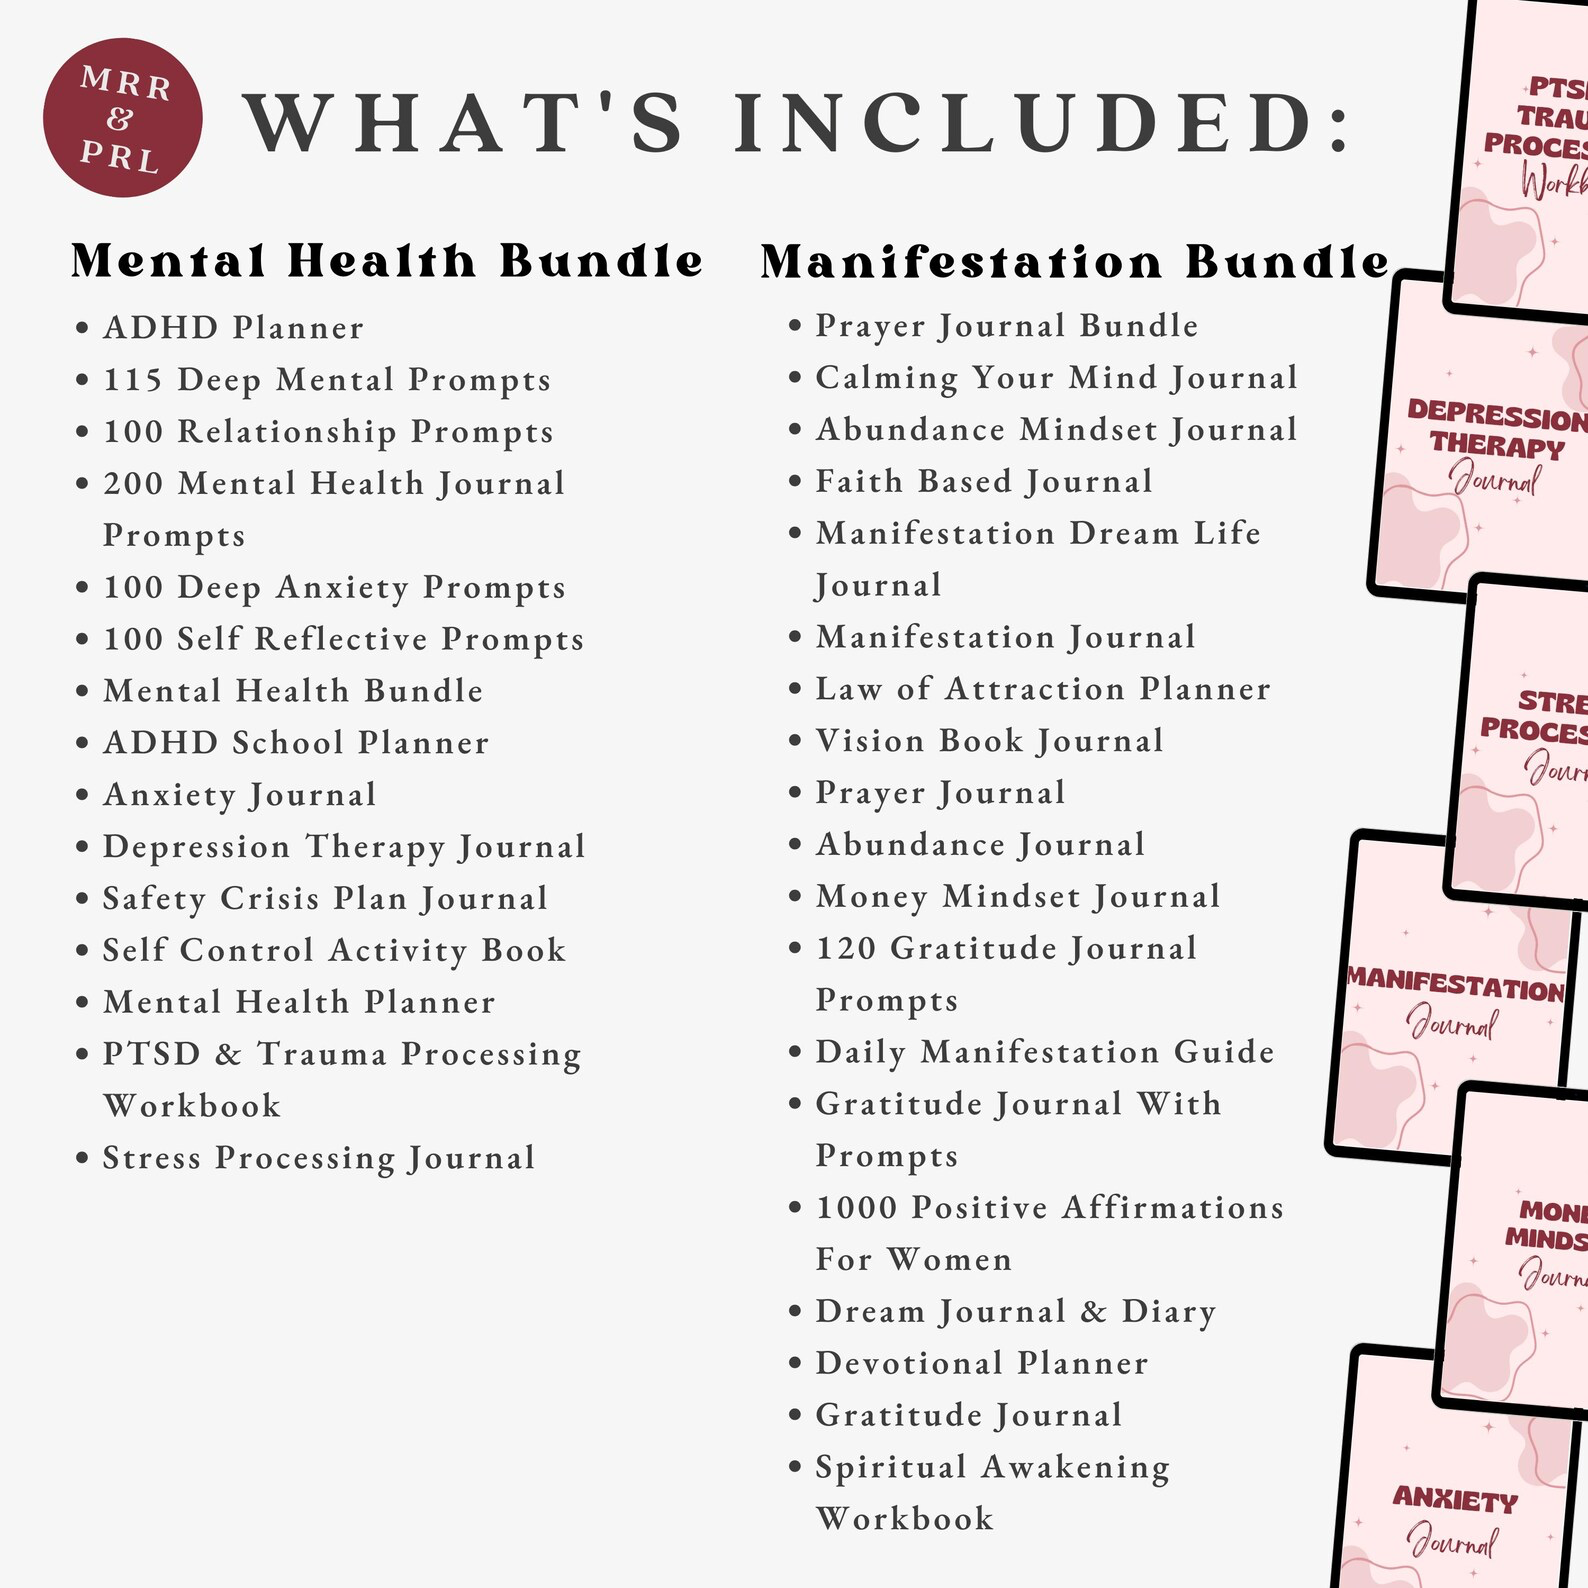 MRR
&
PRL
WHAT'S INCLUDED:
Mental Health Bundle
• ADHD Planner
• 115 Deep Mental Prompts
• 100 Relationship Prompts
• 200 Mental Health Journal
Prompts
• 100 Deep Anxiety Prompts
• 100 Self Reflective Prompts
• Mental Health Bundle
• ADHD School Planner
• Anxiety Journal
• Depression Therapy Journal
• Safety Crisis Plan Journal
• Self Control Activity Book
• Mental Health Planner
• PTSD & Trauma Processing
Workbook
• Stress Processing Journal
Manifestation Bundle
• Prayer Journal Bundle
• Calming Your Mind Journal
• Abundance Mindset Journal
• Faith Based Journal
• Manifestation Dream Life
Journal
• Manifestation Journal
• Law of Attraction Planner
• Vision Book Journal
• Prayer Journal
• Abundance Journal
• Money Mindset Journal
• 120 Gratitude Journal
Prompts
• Daily Manifestation Guide
• Gratitude Journal With
Prompts
• 1000 Positive Affirmations
For Women
• Dream Journal & Diary
• Devotional Planner
• Gratitude Journal
• Spiritual Awakening
Workbook
DEPRESSION
THERAPY
Journal
MANIFESTATION
Journal
ANXIETY
Journal